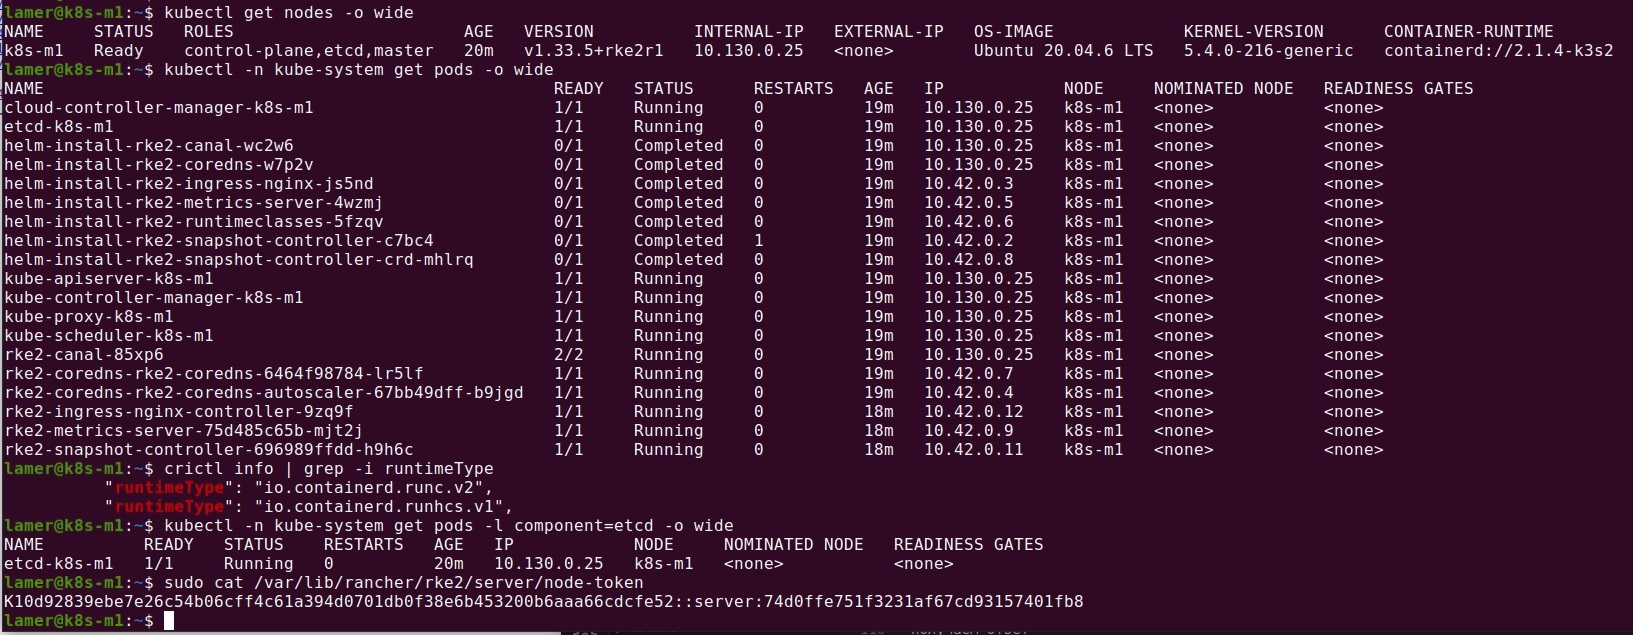 lamer@k8s-m1:~$ kubectl get nodes -o wide
NAME STATUS ROLES AGE VERSION INTERNAL-IP EXTERNAL-IP OS-IMAGE KERNEL-VERSION CONTAINER-RUNTIME
k8s-m1 Ready control-plane,etcd,master 20m v1.33.5+rke2r1 10.130.0.25 <none> Ubuntu 20.04.6 LTS 5.4.0-216-generic containerd://2.1.4-k3s2
lamer@k8s-m1:~$ kubectl -n kube-system get pods -o wide
NAME READY STATUS RESTARTS AGE IP NODE NOMINATED NODE READINESS GATES
cloud-controller-manager-k8s-m1 1/1 Running 0 19m 10.130.0.25 k8s-m1 <none> <none>
etcd-k8s-m1 1/1 Running 0 19m 10.130.0.25 k8s-m1 <none> <none>
helm-install-rke2-canal-wc2w6 0/1 Completed 0 19m 10.130.0.25 k8s-m1 <none> <none>
helm-install-rke2-coredns-w7p2v 0/1 Completed 0 19m 10.130.0.25 k8s-m1 <none> <none>
helm-install-rke2-ingress-nginx-js5nd 0/1 Completed 0 19m 10.42.0.3 k8s-m1 <none> <none>
helm-install-rke2-metrics-server-4wzmj 0/1 Completed 0 19m 10.42.0.5 k8s-m1 <none> <none>
helm-install-rke2-runtimeclasses-5fzqv 0/1 Completed 0 19m 10.42.0.6 k8s-m1 <none> <none>
helm-install-rke2-snapshot-controller-c7bc4 0/1 Completed 1 19m 10.42.0.2 k8s-m1 <none> <none>
helm-install-rke2-snapshot-controller-crd-mhlrq 0/1 Completed 0 19m 10.42.0.8 k8s-m1 <none> <none>
kube-apiserver-k8s-m1 1/1 Running 0 19m 10.130.0.25 k8s-m1 <none> <none>
kube-controller-manager-k8s-m1 1/1 Running 0 19m 10.130.0.25 k8s-m1 <none> <none>
kube-proxy-k8s-m1 1/1 Running 0 19m 10.130.0.25 k8s-m1 <none> <none>
kube-scheduler-k8s-m1 1/1 Running 0 19m 10.130.0.25 k8s-m1 <none> <none>
rke2-canal-85xp6 2/2 Running 0 19m 10.130.0.25 k8s-m1 <none> <none>
rke2-coredns-rke2-coredns-6464f98784-lr5lf 1/1 Running 0 19m 10.42.0.7 k8s-m1 <none> <none>
rke2-coredns-rke2-coredns-autoscaler-67bb49dff-b9jgd 1/1 Running 0 19m 10.42.0.4 k8s-m1 <none> <none>
rke2-ingress-nginx-controller-9zq9f 1/1 Running 0 18m 10.42.0.12 k8s-m1 <none> <none>
rke2-metrics-server-75d485c65b-mjt2j 1/1 Running 0 18m 10.42.0.9 k8s-m1 <none> <none>
rke2-snapshot-controller-696989ffdd-h9h6c 1/1 Running 0 18m 10.42.0.11 k8s-m1 <none> <none>
lamer@k8s-m1:~$ crictl info | grep -i runtimeType
"runtimeType": "io.containerd.runc.v2",
"runtimeType": "io.containerd.runhcs.v1",
lamer@k8s-m1:~$ kubectl -n kube-system get pods -l component=etcd -o wide
NAME READY STATUS RESTARTS AGE IP NODE NOMINATED NODE READINESS GATES
etcd-k8s-m1 1/1 Running 0 20m 10.130.0.25 k8s-m1 <none> <none>
lamer@k8s-m1:~$ sudo cat /var/lib/rancher/rke2/server/node-token
K10d92839ebe7e26c54b06cff4c61a394d0701db0f38e6b453200b6aaa66cdcfe52::server:74d0ffe751f3231af67cd93157401fb8
lamer@k8s-m1:~$